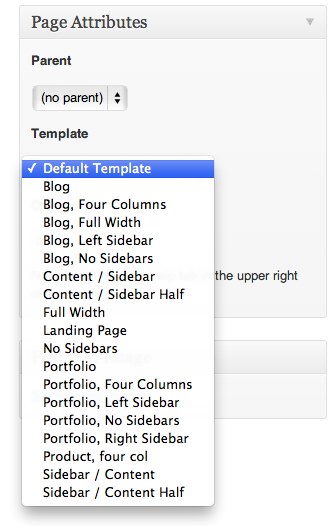 Page Attributes
Parent
(no parent)
Template
Default Template
Blog
Blog, Four Columns
Blog, Full Width
Blog, Left Sidebar
Blog, No Sidebars
Content / Sidebar
the upper right
Content / Sidebar Half
Full Width
Landing Page
No Sidebars
Portfolio
Portfolio, Four Columns
Portfolio, Left Sidebar
Portfolio, No Sidebars
Portfolio, Right Sidebar
Product, four col
Sidebar / Content
Sidebar / Content Half